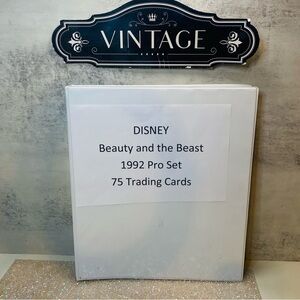 VINTAGE
DISNEY
Beauty and the Beast
1992 Pro Set
75 Trading Cards